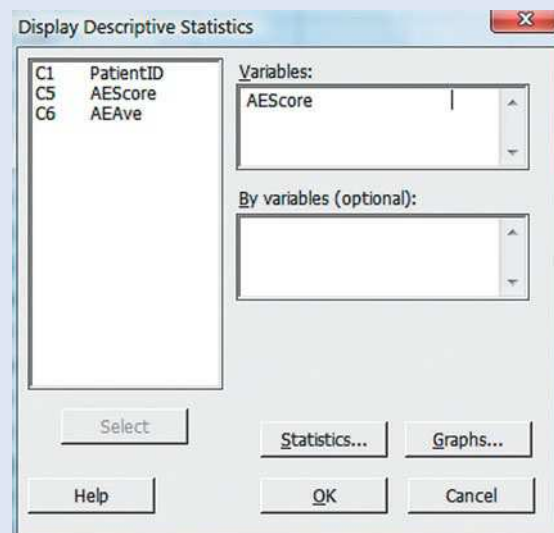 Display Descriptive Statistics
C1 PatientID
C5 AEScore
C6 AEAve
Variables:
AEScore
By variables (optional):
Select
Statistics...
Graphs...
Help
OK
Cancel